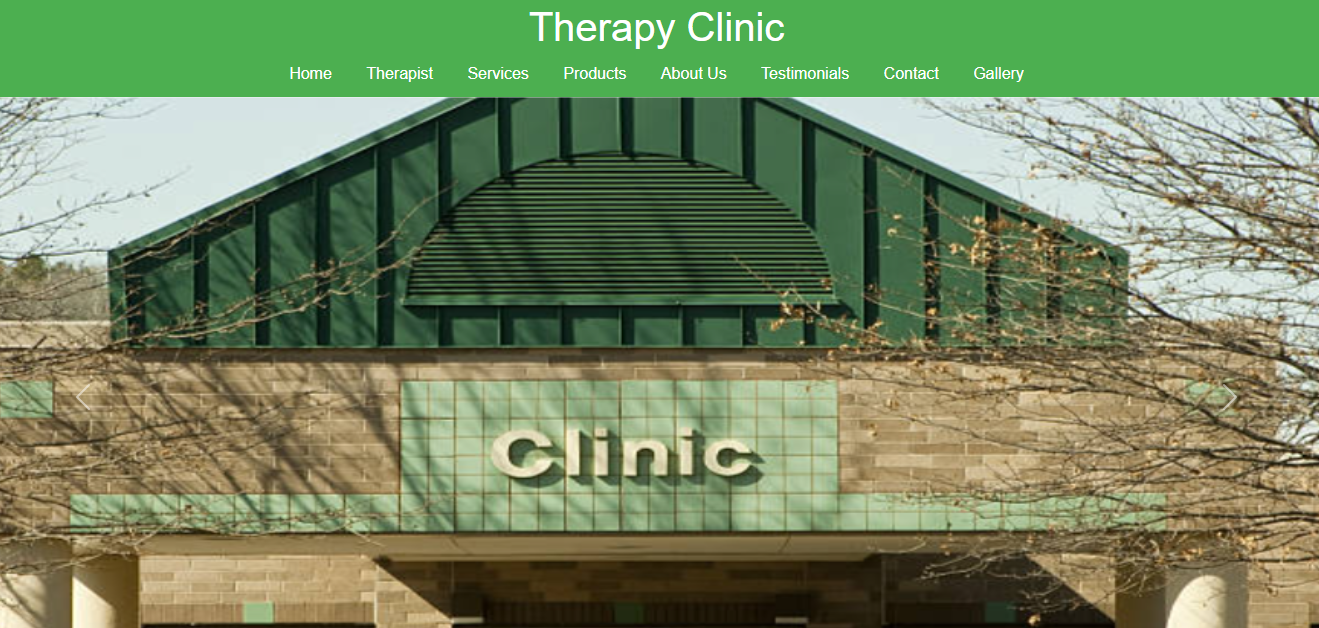 Therapy Clinic
Home Therapist Services Products About Us Testimonials Contact Gallery
Clinic